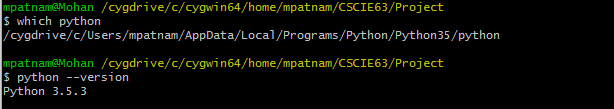 mpatnam@Mohan /cygdrive/c/cygwin64/home/mpatnam/CSCIE63/Project
$ which python
/cygdrive/c/Users/mpatnam/AppData/Local/Programs/Python/Python35/python
mpatnam@Mohan /cygdrive/c/cygwin64/home/mpatnam/CSCIE63/Project
$ python --version
Python 3.5.3